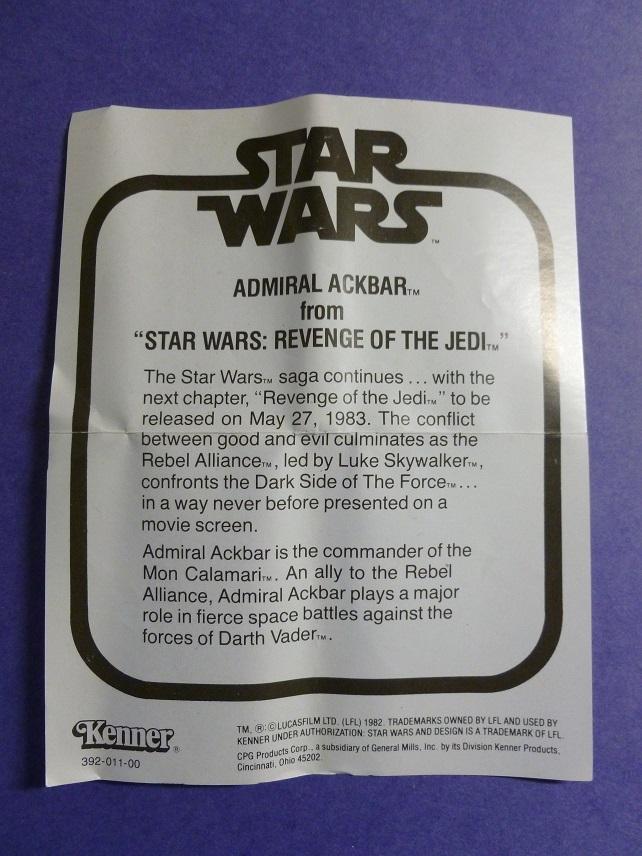 STAR
WARS™
ADMIRAL ACKBAR™
from
“STAR WARS: REVENGE OF THE JEDI™”
The Star Wars™ saga continues ... with the
next chapter, “Revenge of the Jedi™” to be
released on May 27, 1983. The conflict
between good and evil culminates as the
Rebel Alliance™, led by Luke Skywalker™,
confronts the Dark Side of The Force™...
in a way never before presented on a
movie screen.
Admiral Ackbar is the commander of the
Mon Calamari™. An ally to the Rebel
Alliance, Admiral Ackbar plays a major
role in fierce space battles against the
forces of Darth Vader™.
Kenner®
392-011-00
TM, ®: ©LUCASFILM LTD. (LFL) 1982. TRADEMARKS OWNED BY LFL AND USED BY
KENNER UNDER AUTHORIZATION: STAR WARS AND DESIGN IS A TRADEMARK OF LFL.
CPG Products Corp., a subsidiary of General Mills, Inc. by its Division Kenner Products,
Cincinnati, Ohio 45202.